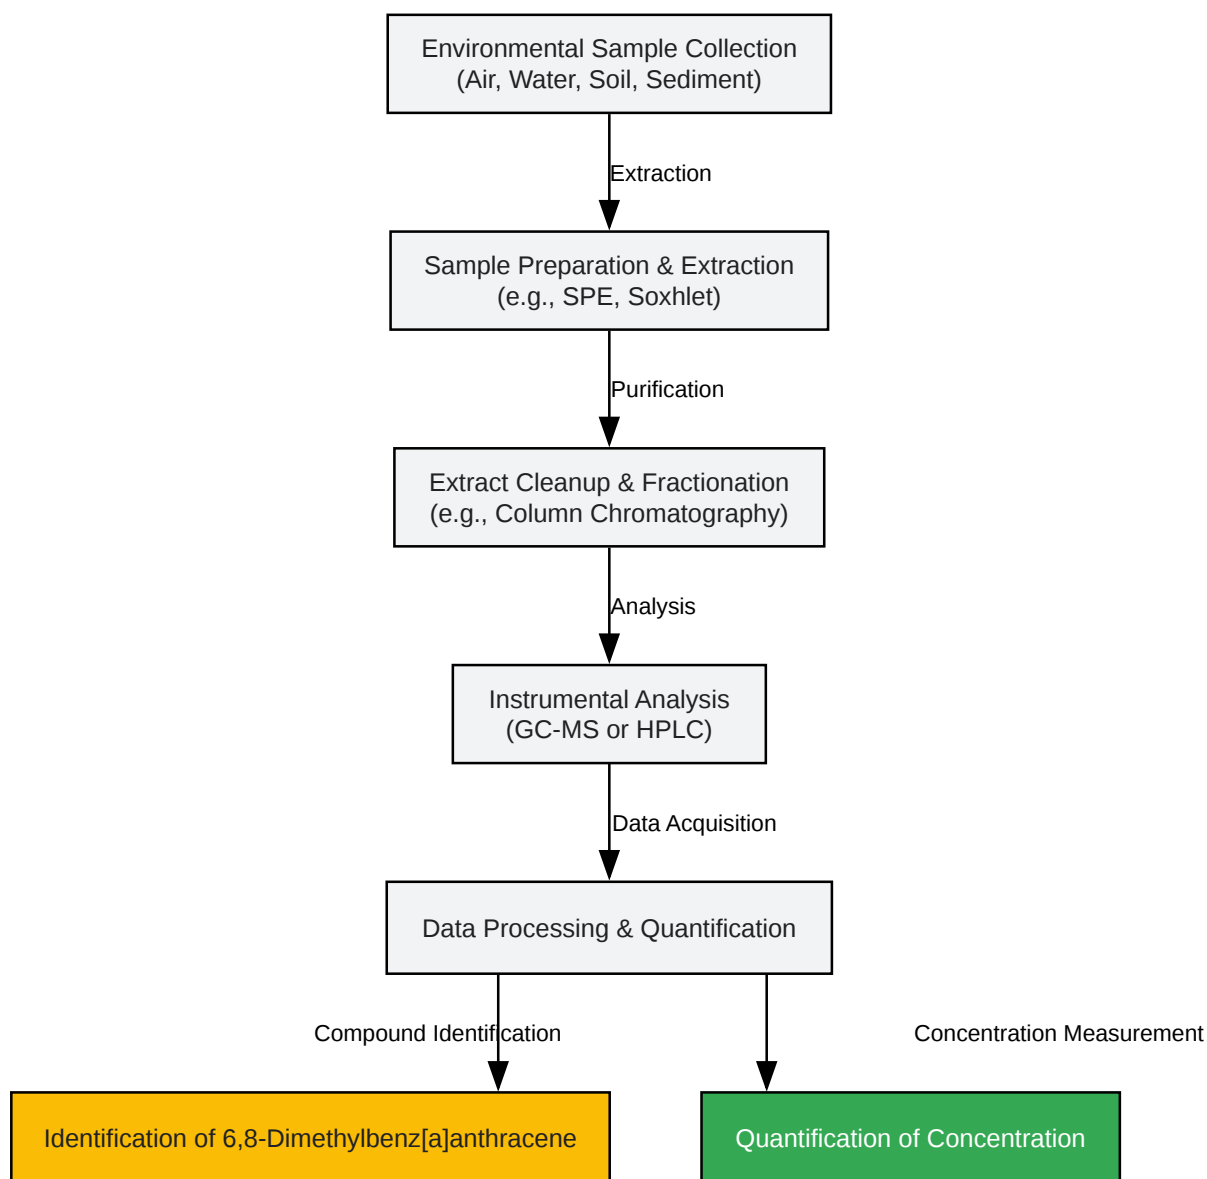 Environmental Sample Collection
(Air, Water, Soil, Sediment)
Extraction
Sample Preparation & Extraction
(e.g., SPE, Soxhlet)
Purification
Extract Cleanup & Fractionation
(e.g., Column Chromatography)
Analysis
Instrumental Analysis
(GC-MS or HPLC)
Data Acquisition
Data Processing & Quantification
Compound Identification
Concentration Measurement
Identification of 6,8-Dimethylbenz[a]anthracene
Quantification of Concentration